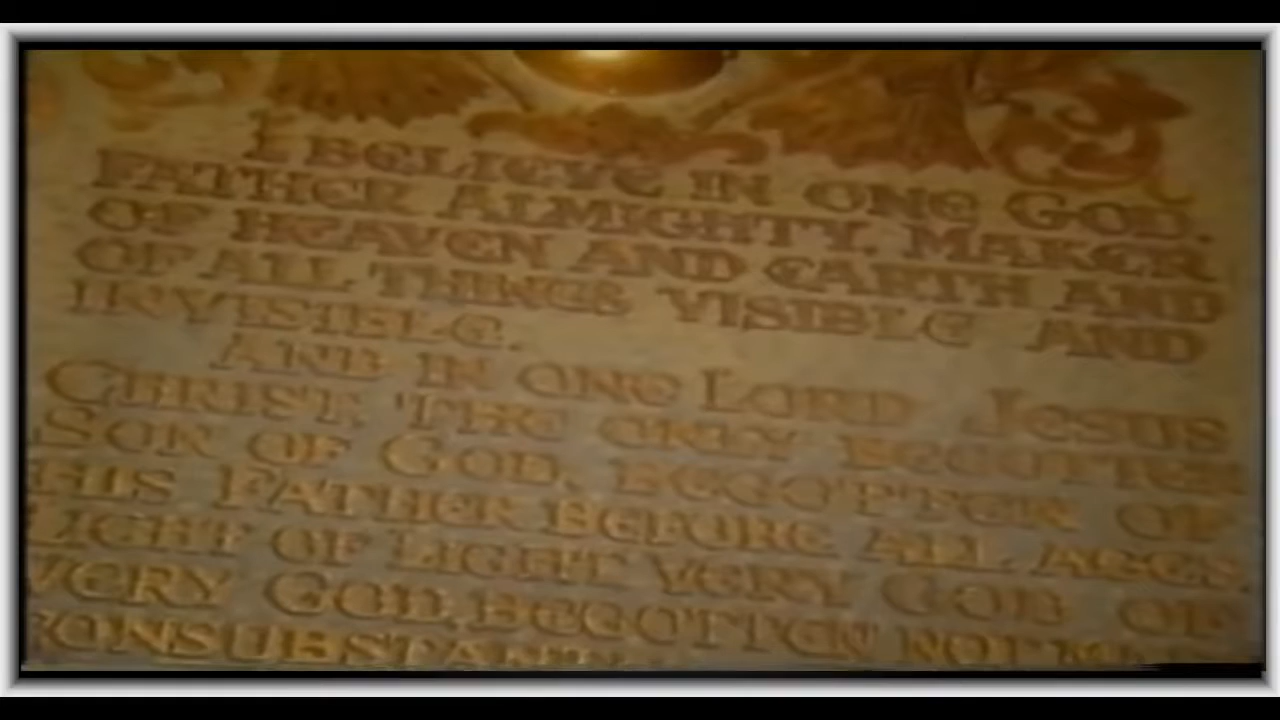 I BELIEVE IN ONE GOD,
FATHER ALMIGHTY, MAKER
OF HEAVEN AND EARTH AND
OF ALL THINGS VISIBLE AND
INVISIBLE.
AND IN ONE LORD JESUS
CHRIST, THE ONLY BEGOTTEN
SON OF GOD, BEGOTTEN OF
HIS FATHER BEFORE ALL AGES.
LIGHT OF LIGHT VERY GOD OF
VERY GOD, BEGOTTEN NOT